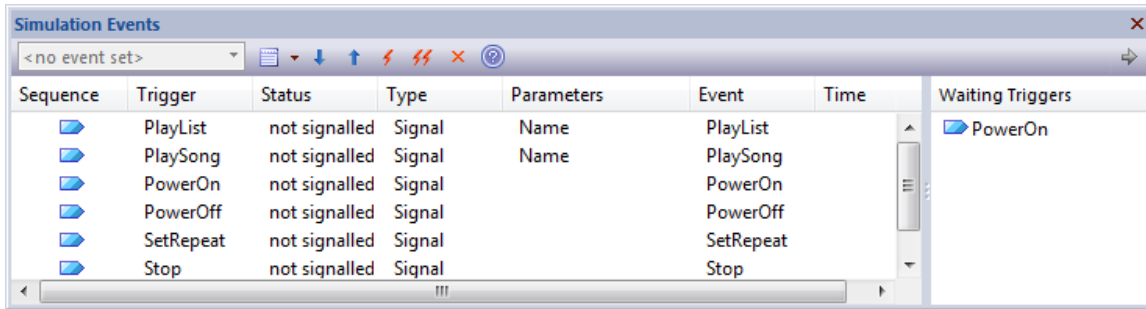 Simulation Events
<no event set>
Sequence Trigger Status Type Parameters Event Time Waiting Triggers
PlayList not signalled Signal Name PlayList PowerOn
PlaySong not signalled Signal Name PlaySong
PowerOn not signalled Signal PowerOn
PowerOff not signalled Signal PowerOff
SetRepeat not signalled Signal SetRepeat
Stop not signalled Signal Stop